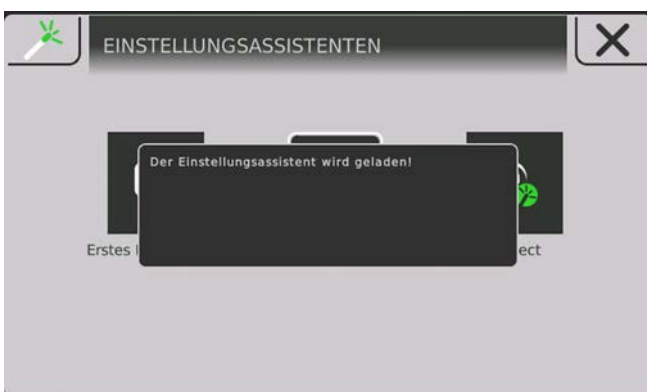 EINSTELLUNGSASSISTENTEN
Der Einstellungsassistent wird geladen!
Erstes
ect